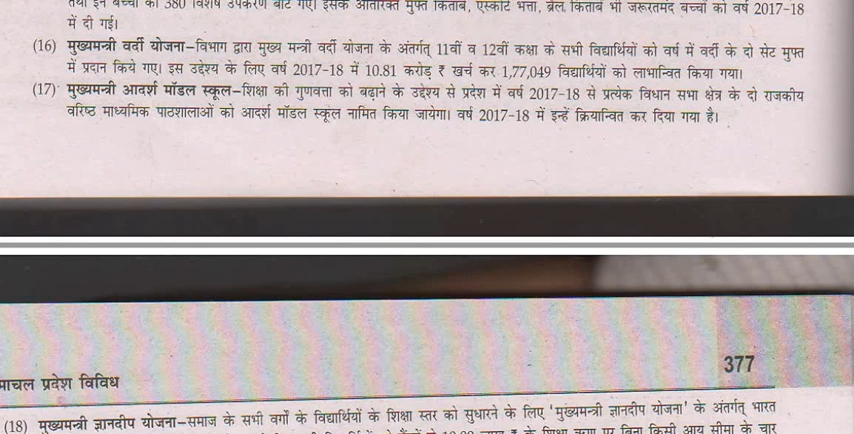 तथा इन बच्चों को 380 विशेष उपकरण बांटे गए। इसके अतिरिक्त मुफ्त किताबें, एस्कोर्ट भत्ता, ब्रेल किताबें भी जरूरतमंद बच्चों को वर्ष 2017-18
में दी गई।
(16) मुख्यमन्त्री वर्दी योजना–विभाग द्वारा मुख्य मन्त्री वर्दी योजना के अंतर्गत् 11वीं व 12वीं कक्षा के सभी विद्यार्थियों को वर्ष में वर्दी के दो सेट मुफ्त
में प्रदान किये गए। इस उद्देश्य के लिए वर्ष 2017-18 में 10.81 करोड़ ₹ खर्च कर 1,77,049 विद्यार्थियों को लाभान्वित किया गया।
(17) मुख्यमन्त्री आदर्श मॉडल स्कूल–शिक्षा की गुणवत्ता को बढ़ाने के उद्देश्य से प्रदेश में वर्ष 2017-18 से प्रत्येक विधान सभा क्षेत्र के दो राजकीय
वरिष्ठ माध्यमिक पाठशालाओं को आदर्श मॉडल स्कूल नामित किया जायेगा। वर्ष 2017-18 में इन्हें क्रियान्वित कर दिया गया है।
377
माचल प्रदेश विविध
(18) मुख्यमन्त्री ज्ञानदीप योजना–समाज के सभी वर्गों के विद्यार्थियों के शिक्षा स्तर को सुधारने के लिए 'मुख्यमन्त्री ज्ञानदीप योजना' के अंतर्गत् भारत
के शिक्षा ऋण पर बिना किसी आय सीमा के चार